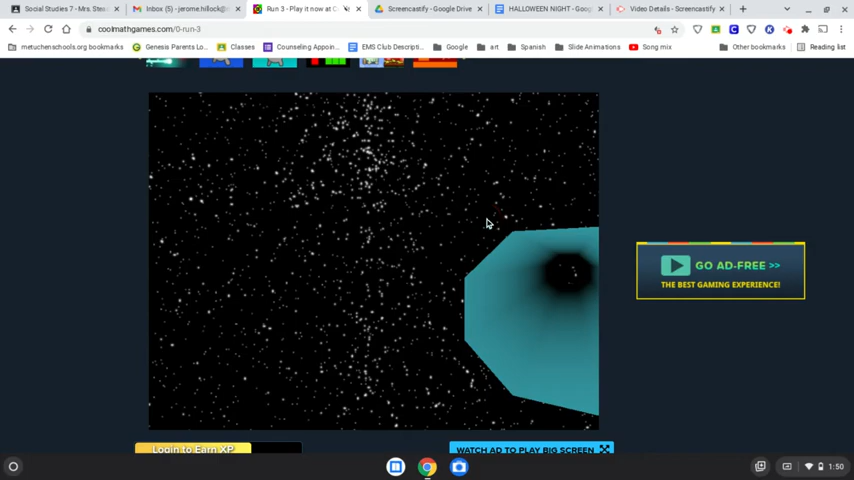 Social Studies 7 - Mrs. Stea
Inbox (5) - jerome.hillock@
Run 3 - Play it now at C
Screencastify - Google Drive
HALLOWEEN NIGHT - Goog
Video Details - Screencastify
coolmathgames.com/0-run-3
metuchenschools.org bookmarks
Genesis Parents Lo...
Classes
Counseling Appoin...
EMS Club Descripti...
Google
art
Spanish
Slide Animations
Song mix
Other bookmarks
Reading list
GO AD-FREE >>
THE BEST GAMING EXPERIENCE!
Login to Earn XP
WATCH AD TO PLAY BIG SCREEN
1:50